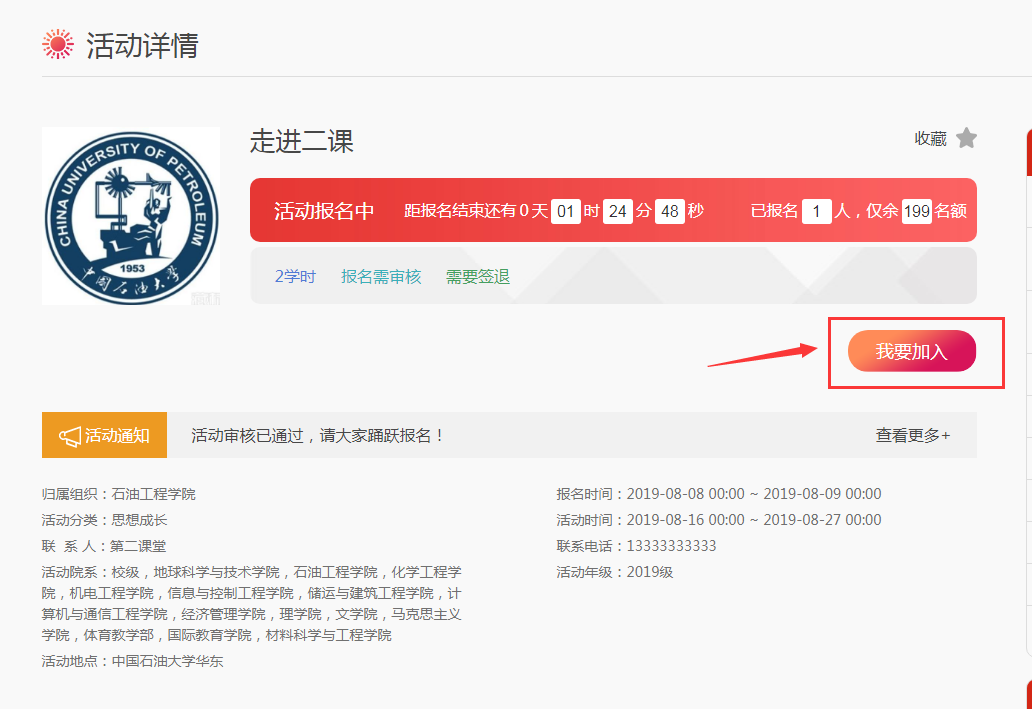 活动详情
CHINA UNIVERSITY OF PETROLEUM
1953
中国石油大学
走进二课
收藏
活动报名中 距报名结束还有0天 01 时 24 分 48 秒 已报名 1 人，仅余 199 名额
2学时 报名需审核 需要签退
我要加入
活动通知 活动审核已通过，请大家踊跃报名！ 查看更多+
归属组织：石油工程学院
报名时间：2019-08-08 00:00 ~ 2019-08-09 00:00
活动分类：思想成长
活动时间：2019-08-16 00:00 ~ 2019-08-27 00:00
联 系 人：第二课堂
联系电话：13333333333
活动院系：校级，地球科学与技术学院，石油工程学院，化学工程学
院，机电工程学院，信息与控制工程学院，储运与建筑工程学院，计
算机与通信工程学院，经济管理学院，理学院，文学院，马克思主义
学院，体育教学部，国际教育学院，材料科学与工程学院
活动年级：2019级
活动地点：中国石油大学华东